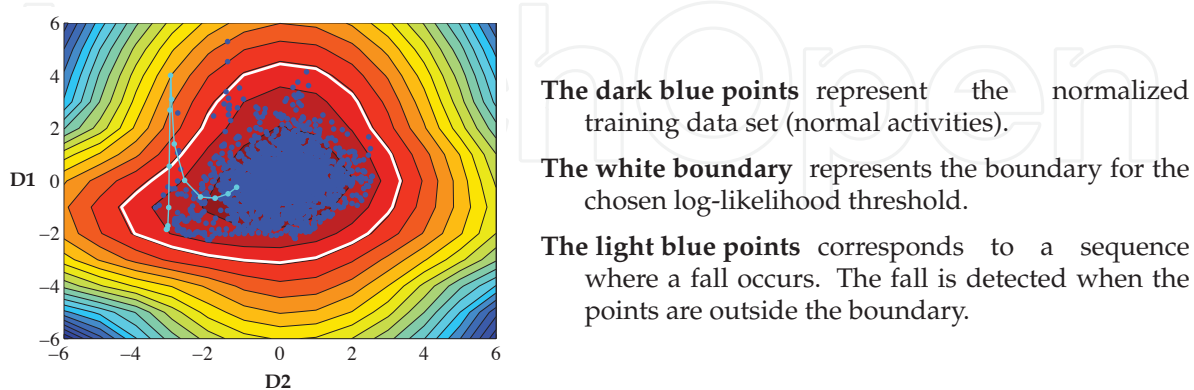 6
4
2
D1 0
−2
−4
−6
−6 −4 −2 0 2 4 6
D2
hOpen
The dark blue points represent the normalized
training data set (normal activities).
The white boundary represents the boundary for the
chosen log-likelihood threshold.
The light blue points corresponds to a sequence
where a fall occurs. The fall is detected when the
points are outside the boundary.